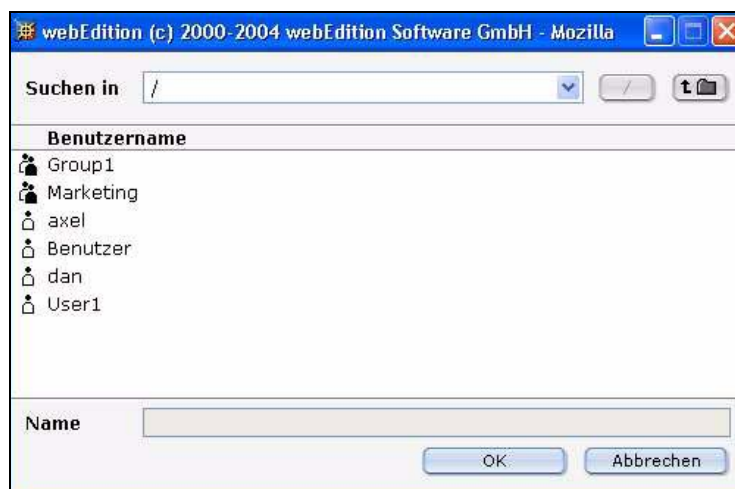 webEdition (c) 2000-2004 webEdition Software GmbH - Mozilla
Suchen in /
/
Benutzername
Group1
Marketing
axel
Benutzer
dan
User1
Name
OK Abbrechen